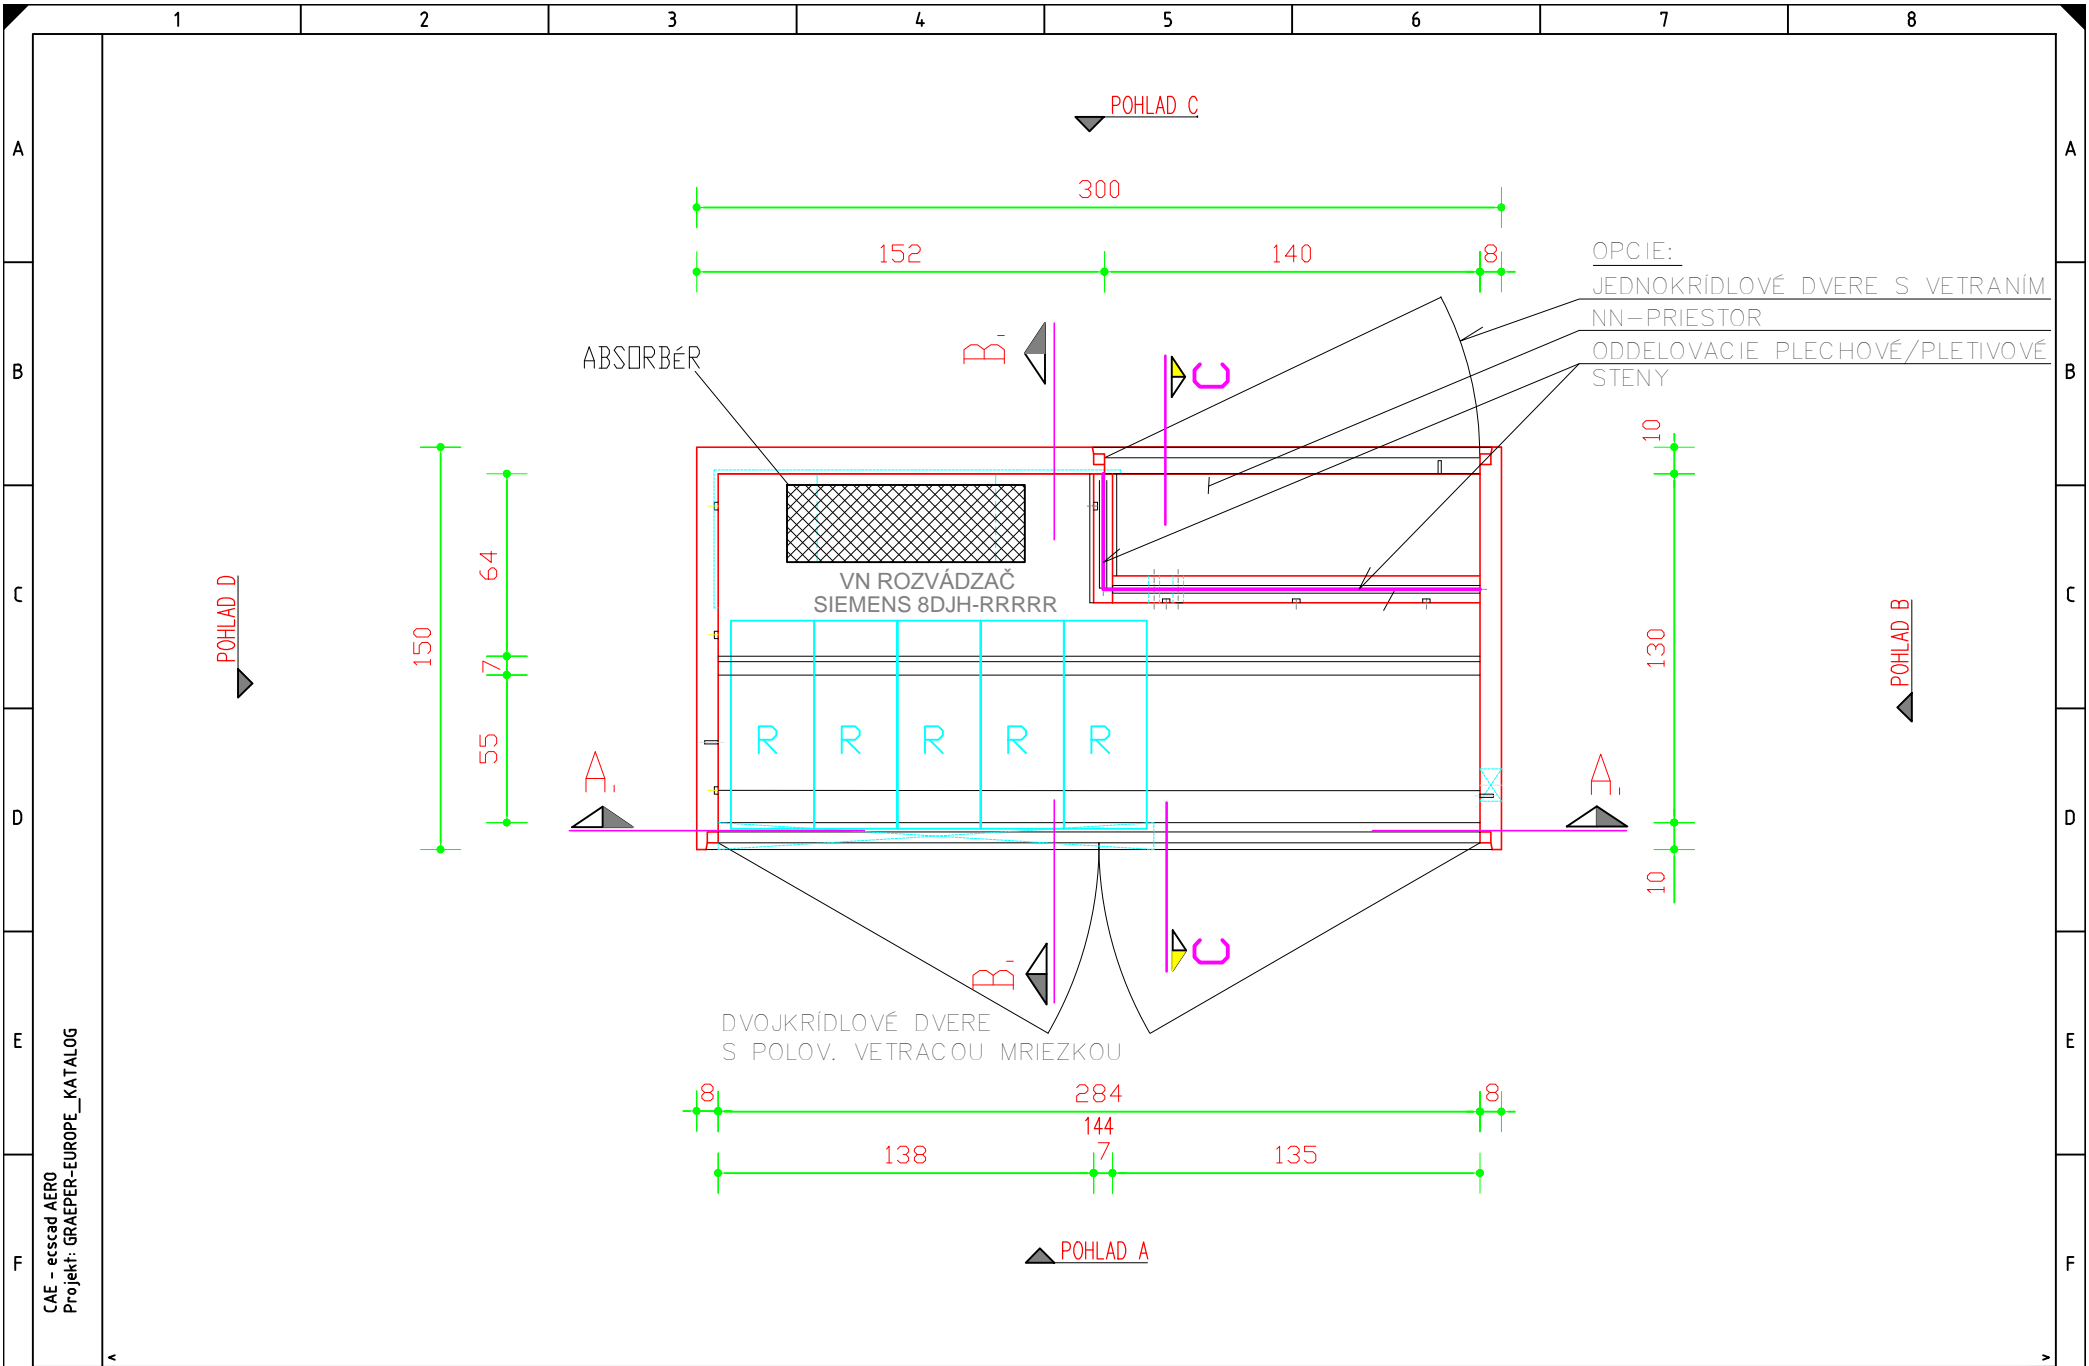 1 2 3 4 5 6 7 8
POHLAD C
A A
300
152 140 8
OPCIE:
JEDNOKRÍDLOVÉ DVERE S VETRANÍM
NN-PRIESTOR
ODDELOVACIE PLECHOVÉ/PLETIVOVÉ
STENY
ABSORBéR
B
C
B B
10
64
VN ROZVÁDZAČ
SIEMENS 8DJH-RRRRR
C C
POHLAD D
150
7
130
POHLAD B
55
R R R R R
A A
D D
10
B
C
DVOJKRÍDLOVÉ DVERE
S POLOV. VETRACOU MRIEZKOU
E E
8 284 8
144
138 7 135
POHLAD A
F F
CAE - ecscad AERO
Projekt: GRAEPER-EUROPE_KATALOG
< >